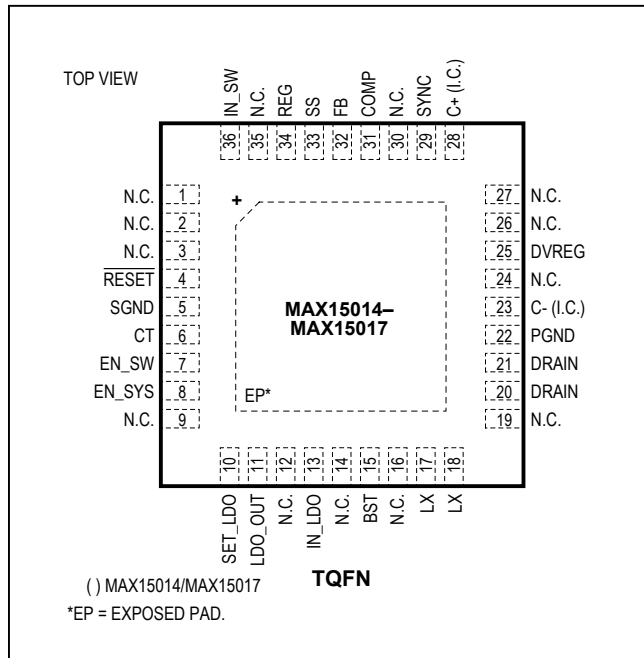 TOP VIEW
IN_SW
N.C.
REG
SS
FB
COMP
N.C.
SYNC
C+ (I.C.)
36
35
34
33
32
31
30
29
28
N.C. 1
N.C. 2
N.C. 3
RESET 4
SGND 5
CT 6
EN_SW 7
EN_SYS 8
N.C. 9
+
MAX15014–
MAX15017
EP*
27 N.C.
26 N.C.
25 DVREG
24 N.C.
23 C- (I.C.)
22 PGND
21 DRAIN
20 DRAIN
19 N.C.
10
11
12
13
14
15
16
17
18
SET_LDO
LDO_OUT
N.C.
IN_LDO
N.C.
BST
N.C.
LX
LX
( ) MAX15014/MAX15017
TQFN
*EP = EXPOSED PAD.